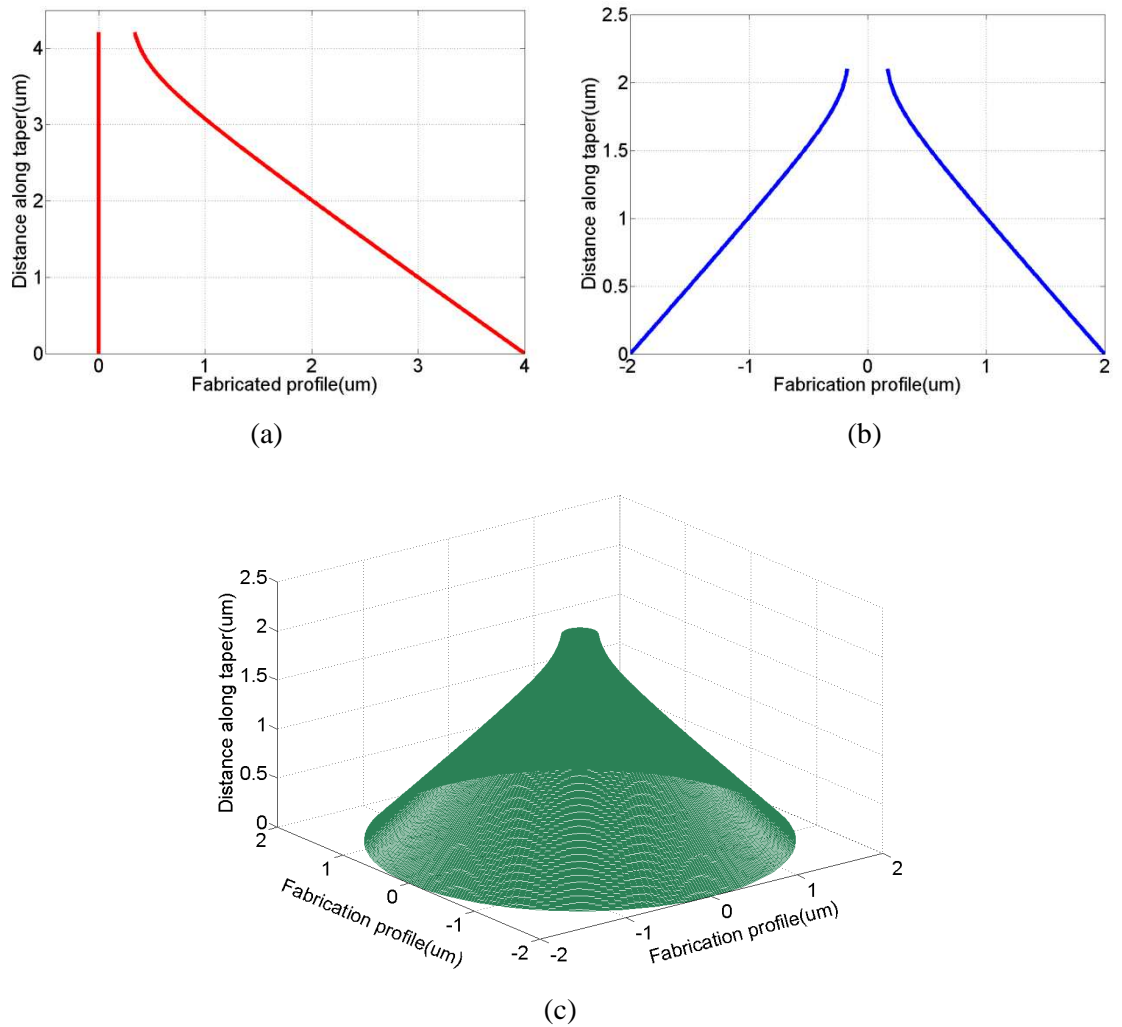 4
3
2
1
0
Distance along taper(um)
0 1 2 3 4
Fabricated profile(um)
(a)
2.5
2
1.5
1
0.5
0
Distance along taper(um)
-2 -1 0 1 2
Fabrication profile(um)
(b)
2.5
2
1.5
1
0.5
0
Distance along taper(um)
2
1
0
-1
-2
Fabrication profile(um)
-2
-1
0
1
2
Fabrication profile(um)
(c)